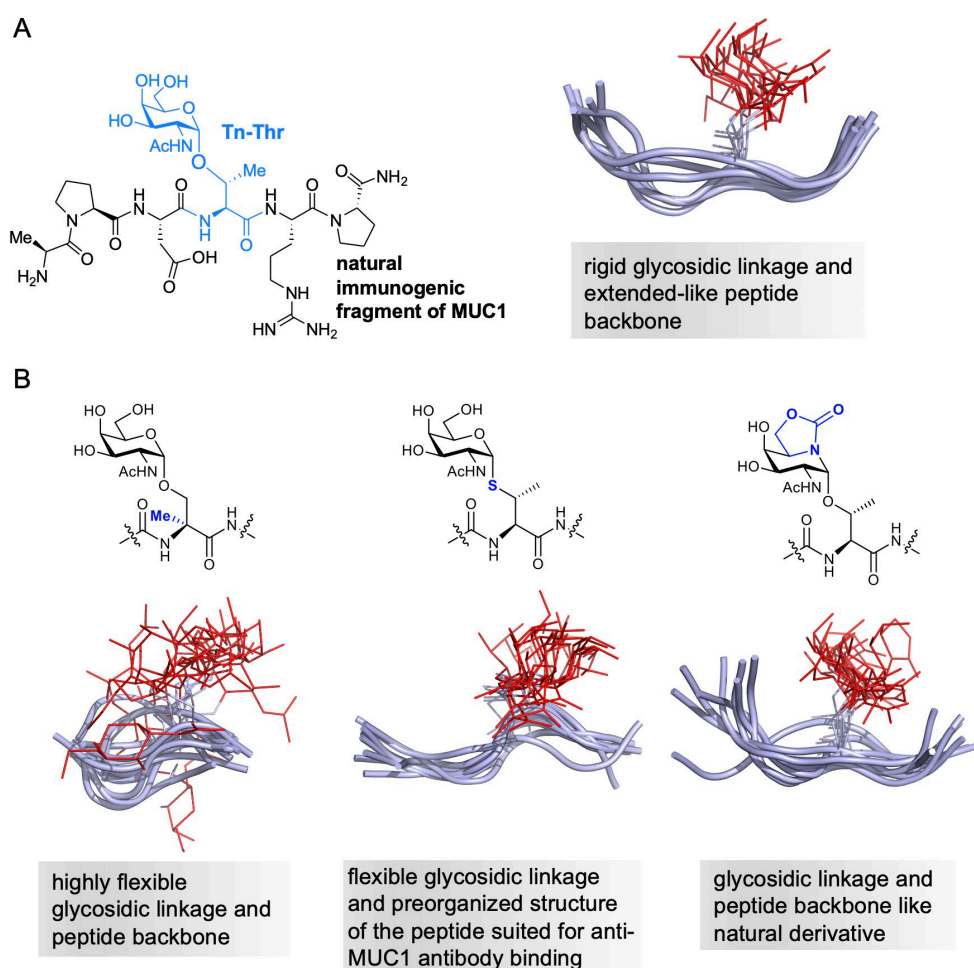 A
OH
OH
O
HO
AcHN
Tn-Thr
O
Me
O
H
N
O
H
N
O
O
NH2
N
O
N
H
O
N
Me
O
O
OH
H2N
NH
HN
NH2
natural
immunogenic
fragment of MUC1
rigid glycosidic linkage and
extended-like peptide
backbone
B
HO
OH
O
HO
AcHN
O
Me
O
H
N
N
H
O
HO
OH
O
HO
AcHN
S
O
H
N
N
H
O
O
O
HO
N
HO
AcHN
O
O
H
N
N
H
O
highly flexible
glycosidic linkage and
peptide backbone
flexible glycosidic linkage
and preorganized structure
of the peptide suited for anti-
MUC1 antibody binding
glycosidic linkage and
peptide backbone like
natural derivative